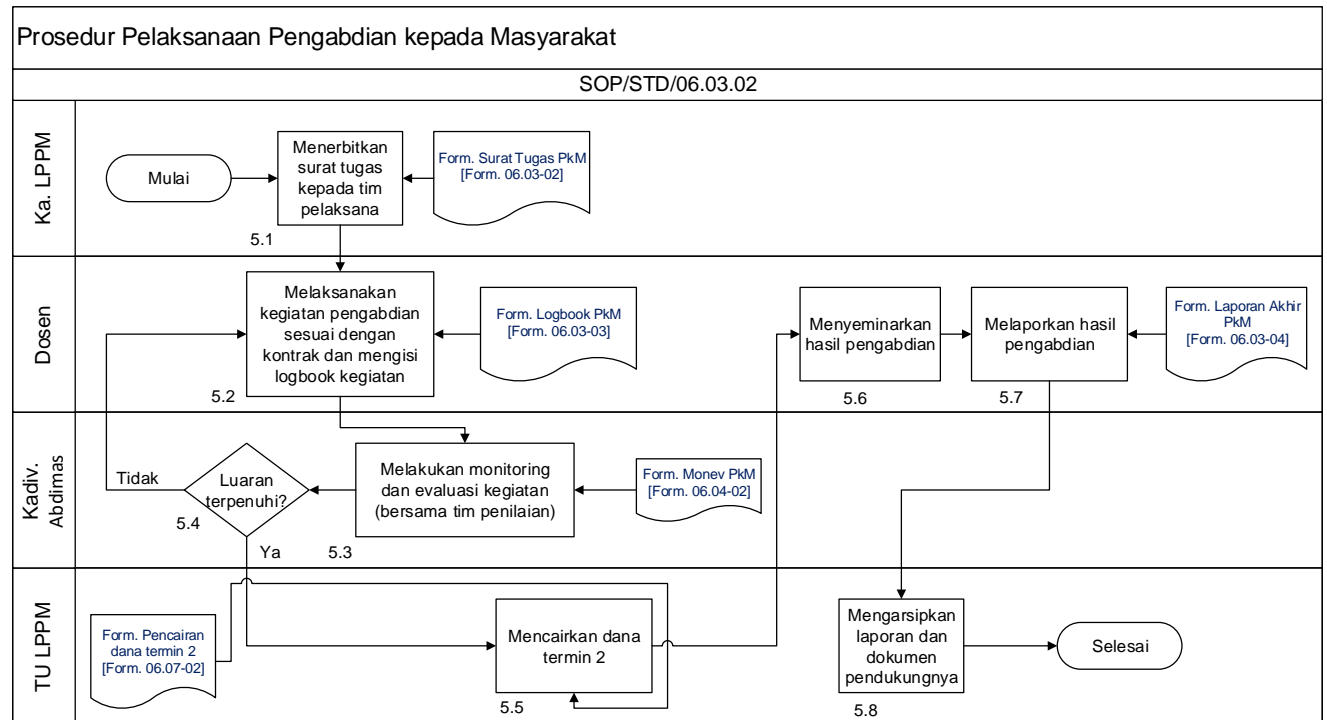 Prosedur Pelaksanaan Pengabdian kepada Masyarakat
SOP/STD/06.03.02
Ka. LPPM
Mulai
Menerbitkan
surat tugas
kepada tim
pelaksana
5.1
Form. Surat Tugas PkM
[Form. 06.03-02]
Dosen
Melaksanakan
kegiatan pengabdian
sesuai dengan
kontrak dan mengisi
logbook kegiatan
5.2
Form. Logbook PkM
[Form. 06.03-03]
Menyeminarkan
hasil pengabdian
5.6
Melaporkan hasil
pengabdian
5.7
Form. Laporan Akhir
PkM
[Form. 06.03-04]
Kadiv.
Abdimas
Tidak
Luaran
terpenuhi?
5.4
Ya
Melakukan monitoring
dan evaluasi kegiatan
(bersama tim penilaian)
5.3
Form. Monev PkM
[Form. 06.04-02]
TU LPPM
Form. Pencairan
dana termin 2
[Form. 06.07-02]
Mencairkan dana
termin 2
5.5
Mengarsipkan
laporan dan
dokumen
pendukungnya
5.8
Selesai